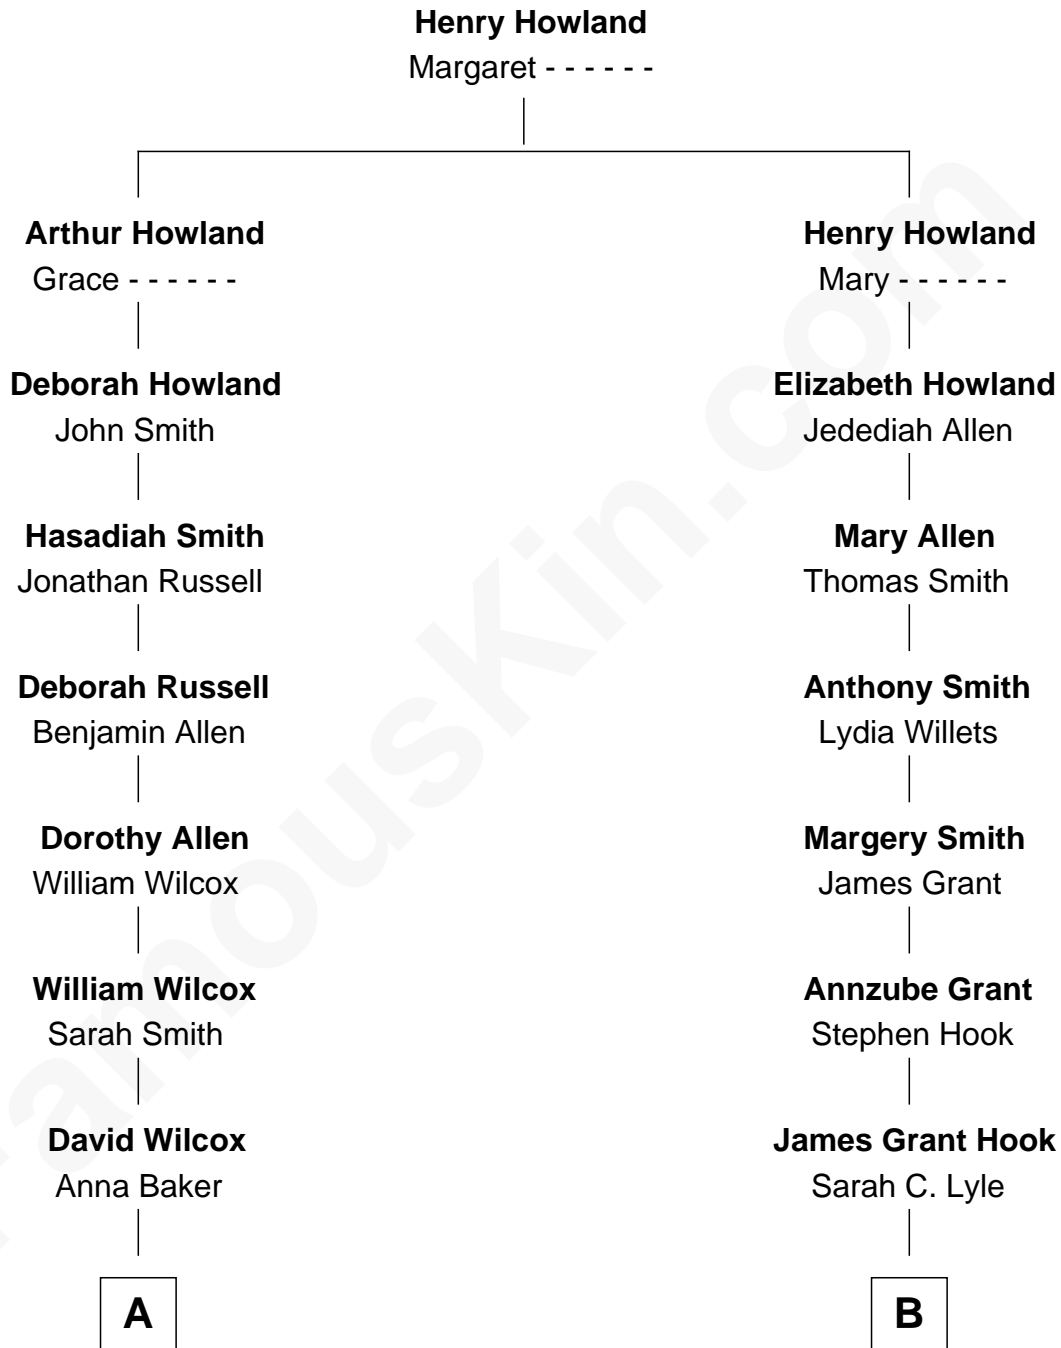 Henry Howland
Margaret - - - - - -
Arthur Howland
Grace - - - - - -
Deborah Howland
John Smith
Hasadiah Smith
Jonathan Russell
Deborah Russell
Benjamin Allen
Dorothy Allen
William Wilcox
William Wilcox
Sarah Smith
David Wilcox
Anna Baker
A
Henry Howland
Mary - - - - - -
Elizabeth Howland
Jedediah Allen
Mary Allen
Thomas Smith
Anthony Smith
Lydia Willets
Margery Smith
James Grant
Annzube Grant
Stephen Hook
James Grant Hook
Sarah C. Lyle
B
FamousKin.com